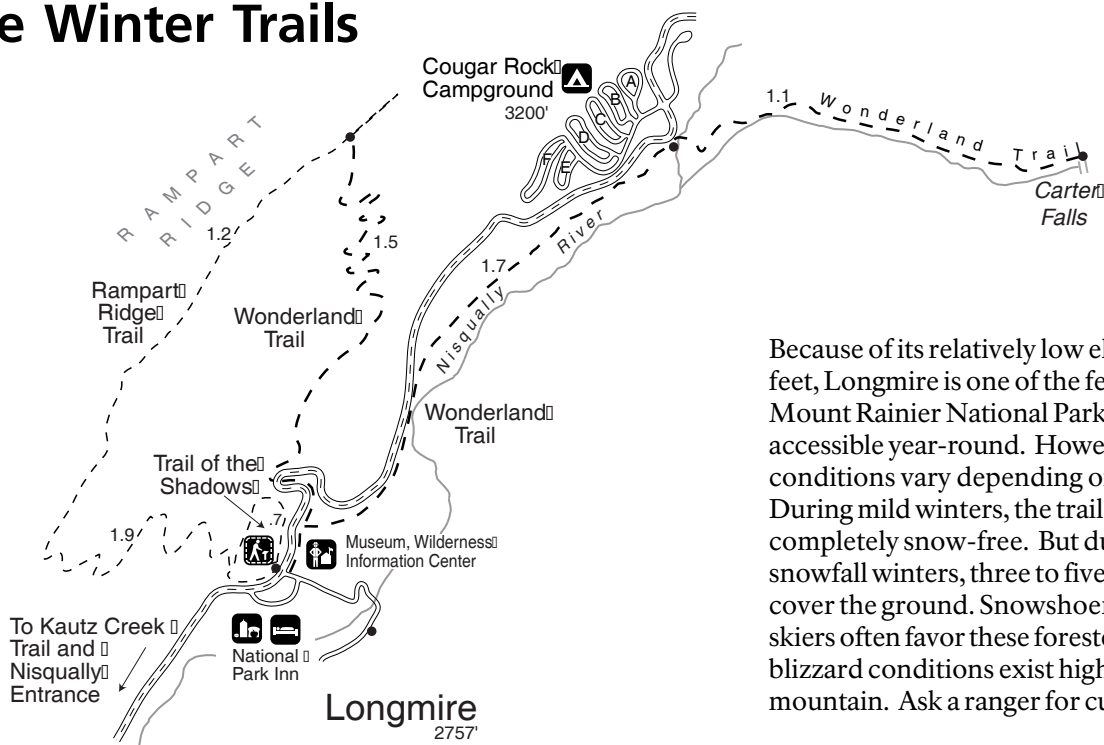 e Winter Trails
Cougar Rock
Campground
3200'
A
B
C
D
E
F
1.1
Wonderland Trail
Carter
Falls
RAMPART
RIDGE
1.2
1.5
River
1.7
Nisqually
Rampart
Ridge
Trail
Wonderland
Trail
Wonderland
Trail
Trail of the
Shadows
.7
1.9
Museum, Wilderness
Information Center
To Kautz Creek
Trail and
Nisqually
Entrance
National
Park Inn
Longmire
2757'
Because of its relatively low el
feet, Longmire is one of the fe
Mount Rainier National Park
accessible year-round. Howe
conditions vary depending o
During mild winters, the trail
completely snow-free. But du
snowfall winters, three to five
cover the ground. Snowshoer
skiers often favor these foreste
blizzard conditions exist high
mountain. Ask a ranger for cu